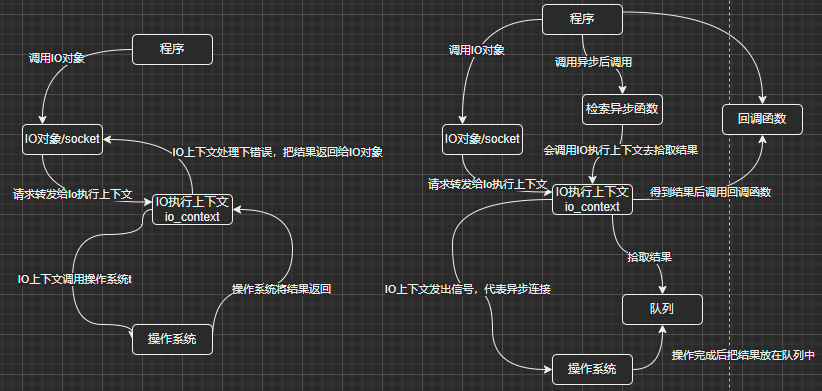 程序
调用IO对象
IO对象/socket
IO上下文处理下错误，把结果返回给IO对象
请求转发给Io执行上下文
IO执行上下文
io_context
IO上下文调用操作系统t
操作系统将结果返回
操作系统
程序
调用IO对象
调用异步后调用
检索异步函数
回调函数
IO对象/socket
会调用IO执行上下文去拾取结果
请求转发给Io执行上下文
IO执行上下文
io_context
得到结果后调用回调函数
拾取结果
IO上下文发出信号，代表异步连接
队列
操作完成后把结果放在队列中
操作系统